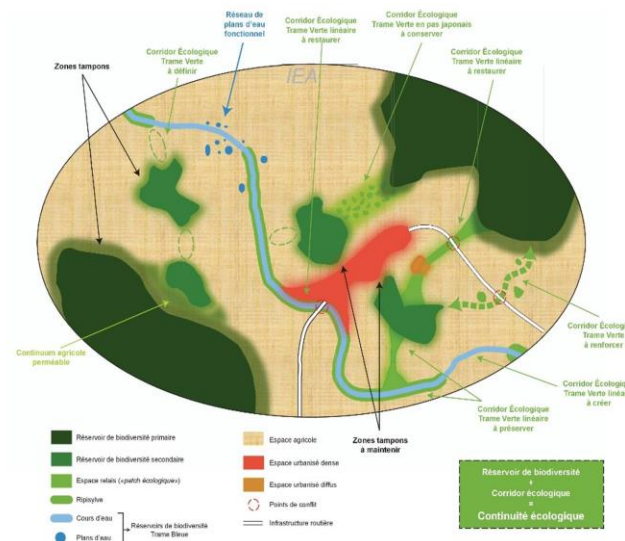 Réseau de
plans d'eau
fonctionnel
Corridor Écologique
Trame Verte linéaire
à restaurer
Corridor Écologique
Trame Verte en pas japonais
à conserver
Corridor Écologique
Trame Verte linéaire
à restaurer
Corridor Écologique
Trame Verte
à définir
Zones tampons
IEA
Continuum agricole
perméable
Corridor Écologiqu
Trame Verte
à renforcer
Corridor Écologiqu
Trame Verte linéai
à créer
Corridor Écologique
Trame Verte linéaire
à préserver
Zones tampons
à maintenir
Réservoir de biodiversité primaire
Réservoir de biodiversité secondaire
Espace relais («patch écologique»)
Ripisylve
Cours d'eau
Plans d'eau
Réservoirs de biodiversité
Trame Bleue
Espace agricole
Espace urbanisé dense
Espace urbanisé diffus
Points de conflit
Infrastructure routière
Réservoir de biodiversité
+
Corridor écologique
=
Continuité écologique